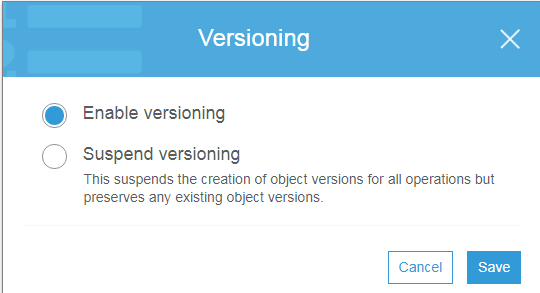 Versioning
Enable versioning
Suspend versioning
This suspends the creation of object versions for all operations but
preserves any existing object versions.
Cancel
Save